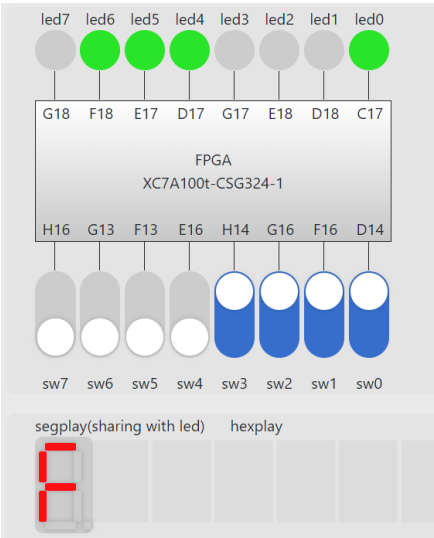 led7 led6 led5 led4 led3 led2 led1 led0
G18 F18 E17 D17 G17 E18 D18 C17
FPGA
XC7A100t-CSG324-1
H16 G13 F13 E16 H14 G16 F16 D14
sw7 sw6 sw5 sw4 sw3 sw2 sw1 sw0
segplay(sharing with led) hexplay
F